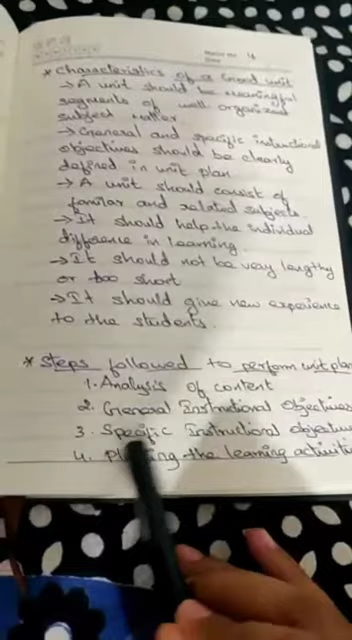 * Characteristics of a Good unit
→ A unit should be meaningful
segments of well organized
subject matter
→ General and specific instructional
objectives should be clearly
defined in unit plan
→ A unit should consist of
familar and related subjects.
→ It should help the individual
difference in learning.
→ It should not be very lengthy
or too short
→ It should give new experience
to the students.
* Steps followed to perform unit plan
1. Analysis of content
2. General Instructional Objectives
3. Specific Instructional objectives
4. the learning activiti